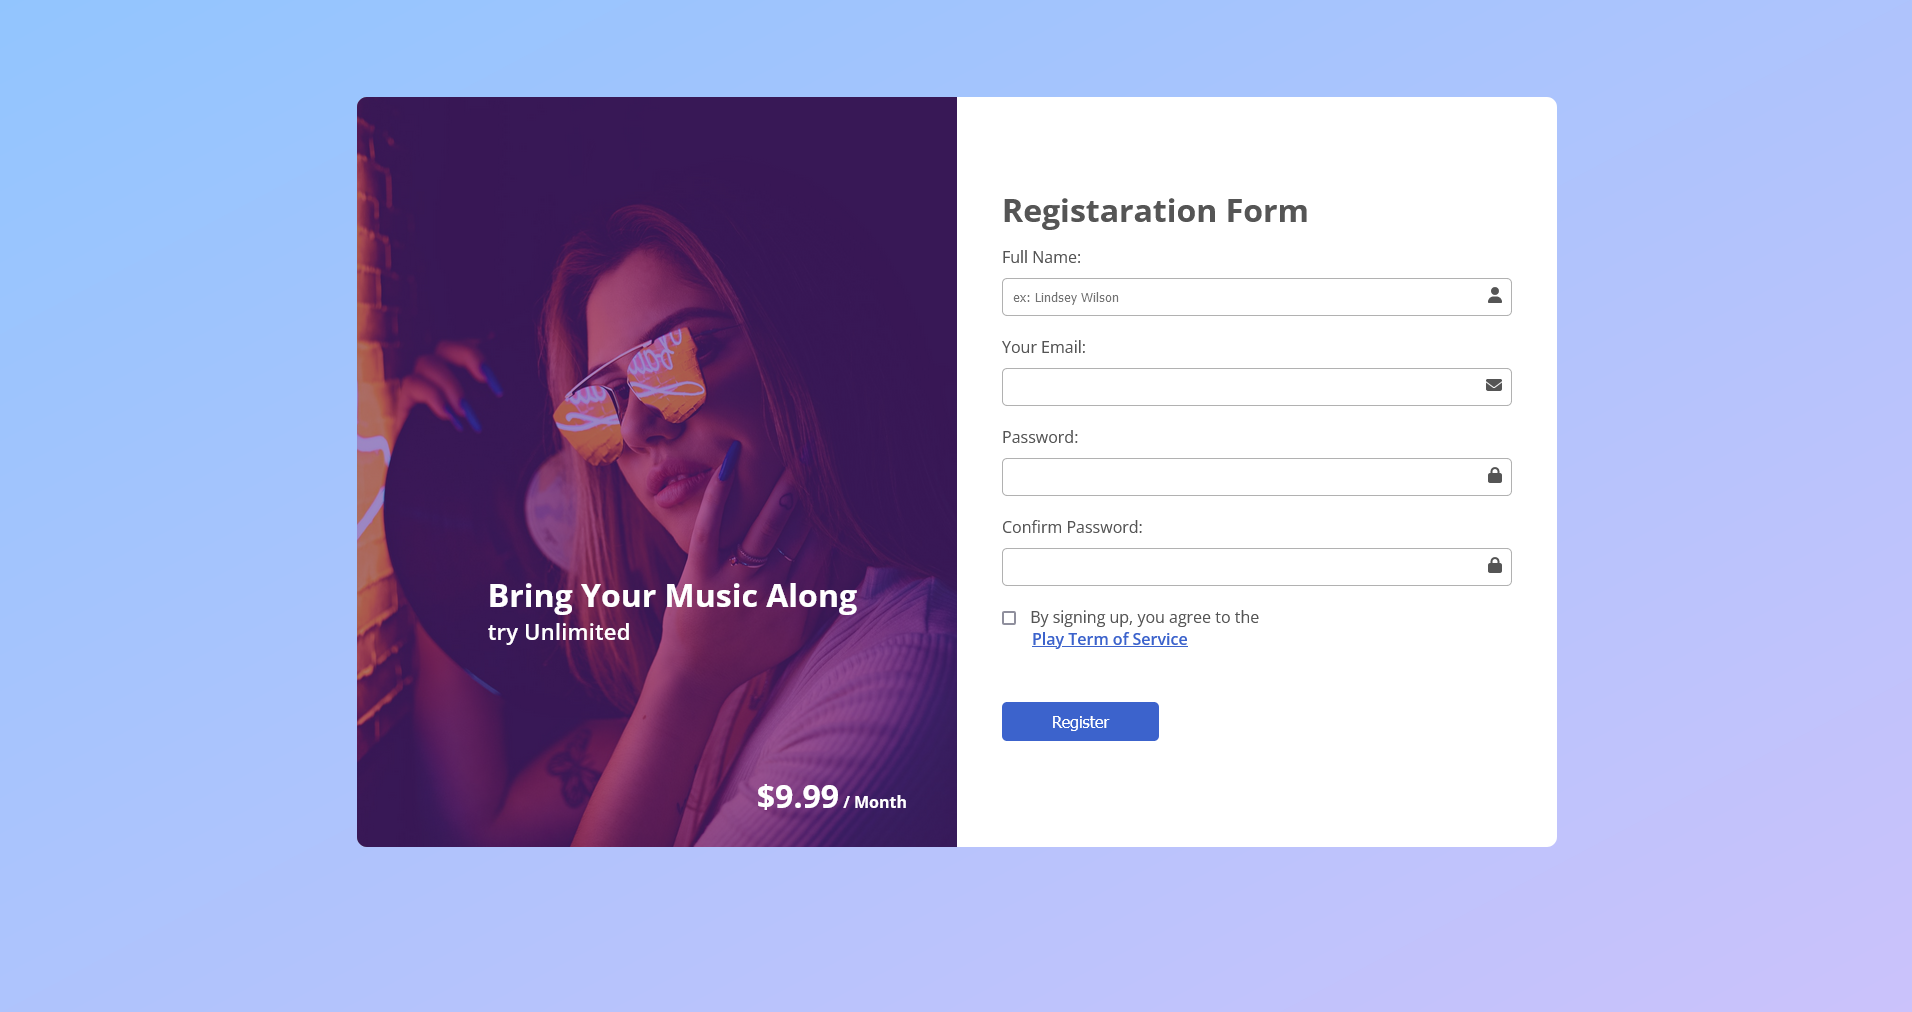 Bring Your Music Along
try Unlimited
$9.99 / Month
Registaration Form
Full Name:
ex: Lindsey Wilson
Your Email:
Password:
Confirm Password:
By signing up, you agree to the
Play Term of Service
Register